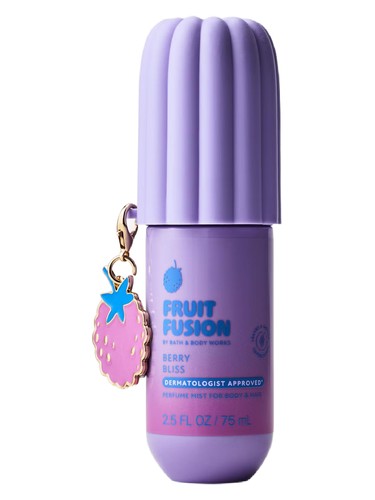 FRUIT
FUSION
BY BATH & BODY WORKS
BERRY
BLISS
DERMATOLOGIST APPROVED*
PERFUME MIST FOR BODY & HAIR
2.5 FL OZ / 75 mL